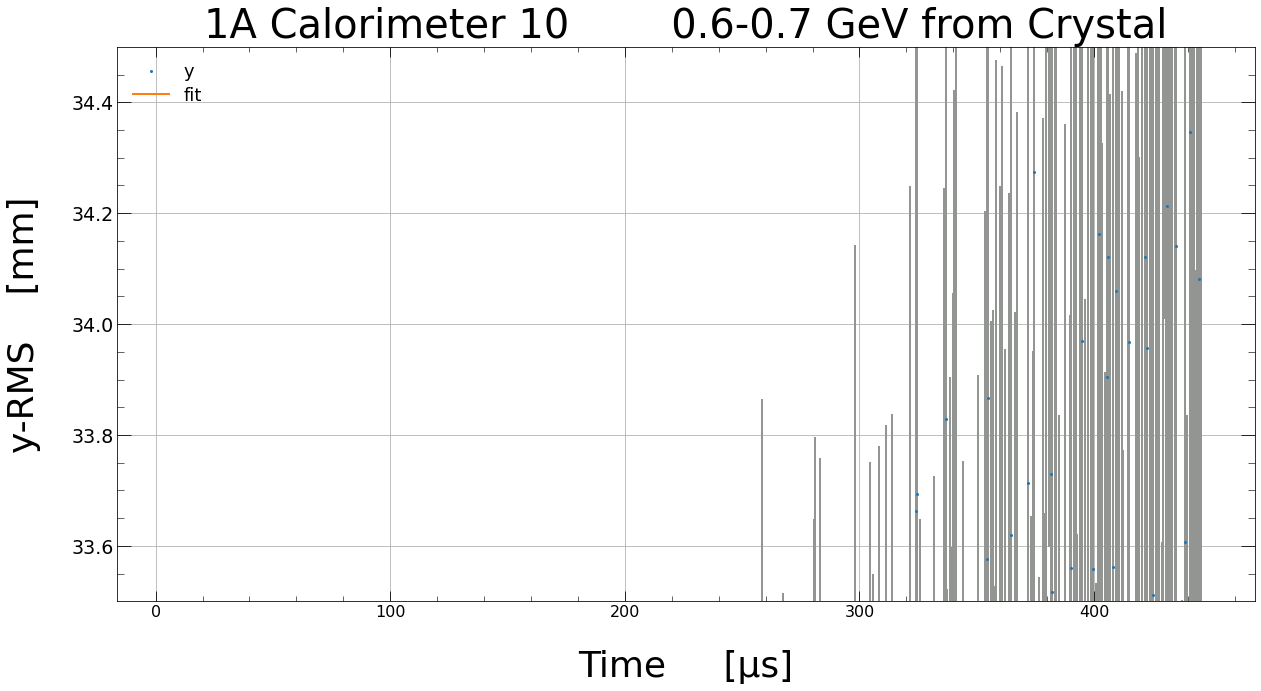 1A Calorimeter 10 0.6-0.7 GeV from Crystal
y
fit
34.4
34.2
34.0
33.8
33.6
y-RMS [mm]
0 100 200 300 400
Time [µs]